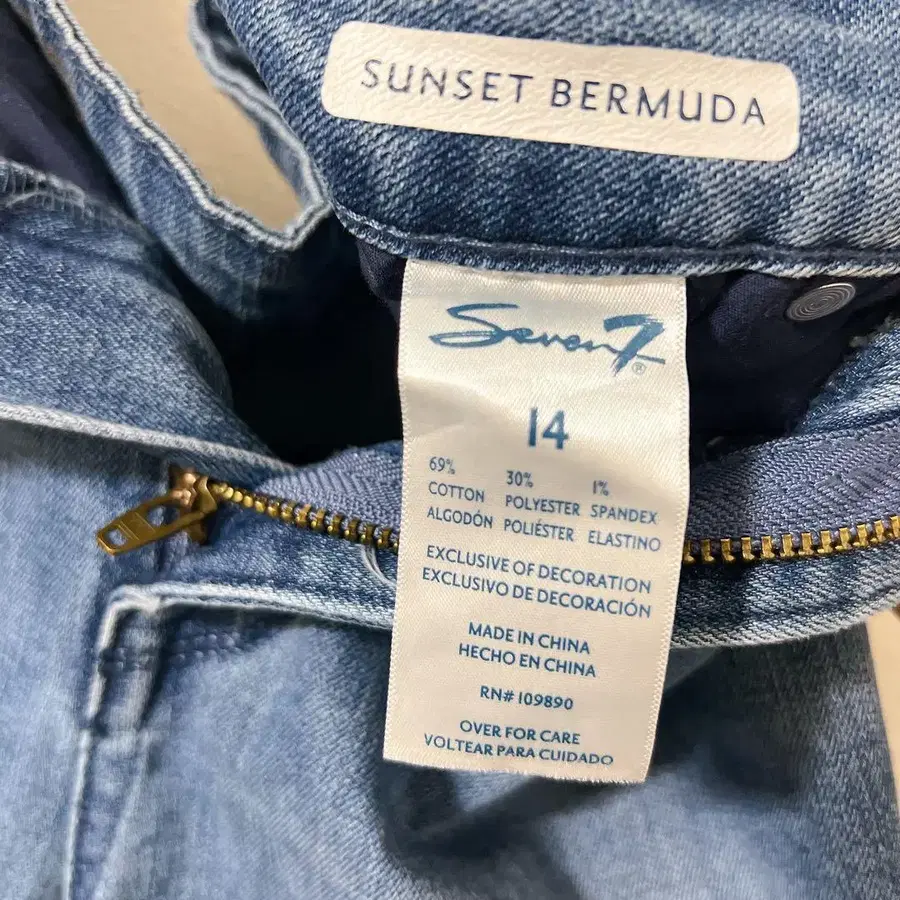 SUNSET BERMUDA
Seven7®
14
69% 30% 1%
COTTON POLYESTER SPANDEX
ALGODÓN POLIÉSTER ELASTINO
EXCLUSIVE OF DECORATION
EXCLUSIVO DE DECORACIÓN
MADE IN CHINA
HECHO EN CHINA
RN# 109890
OVER FOR CARE
VOLTEAR PARA CUIDADO